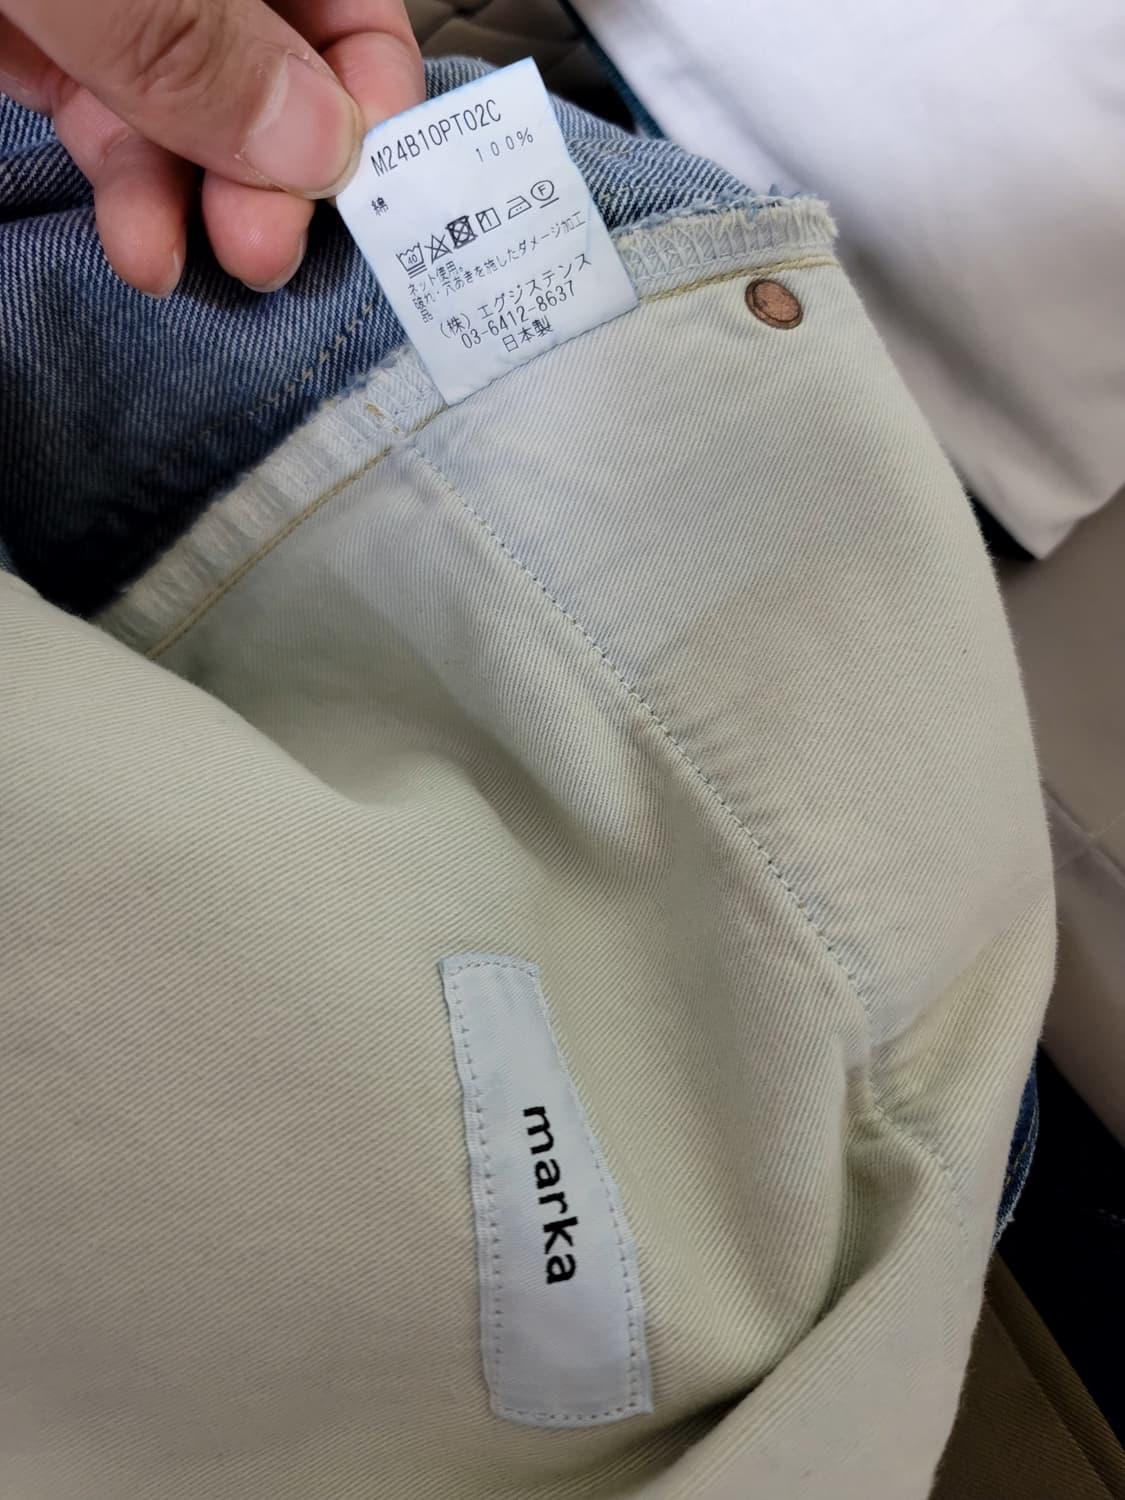 M24B10PT02C
綿 100%
40 F
ネット使用。
破れ・穴あきを施したダメージ加工
品
(株) エグジステンス
03-6412-8637
日本製
marka